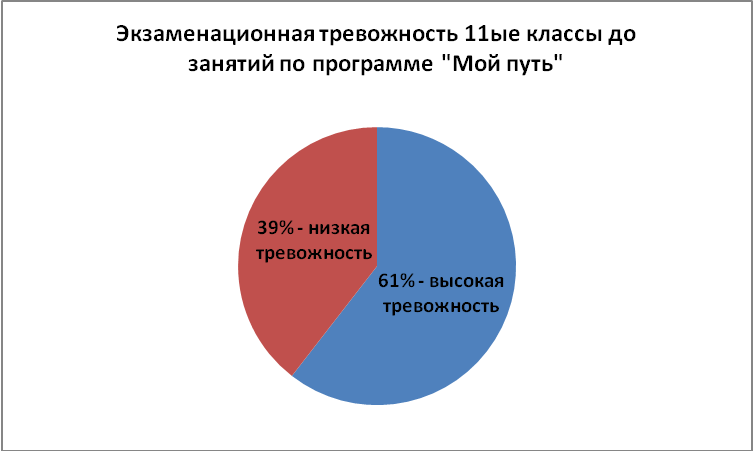 Экзаменационная тревожность 11ые классы до
занятий по программе "Мой путь"
39% - низкая
тревожность
61% - высокая
тревожность